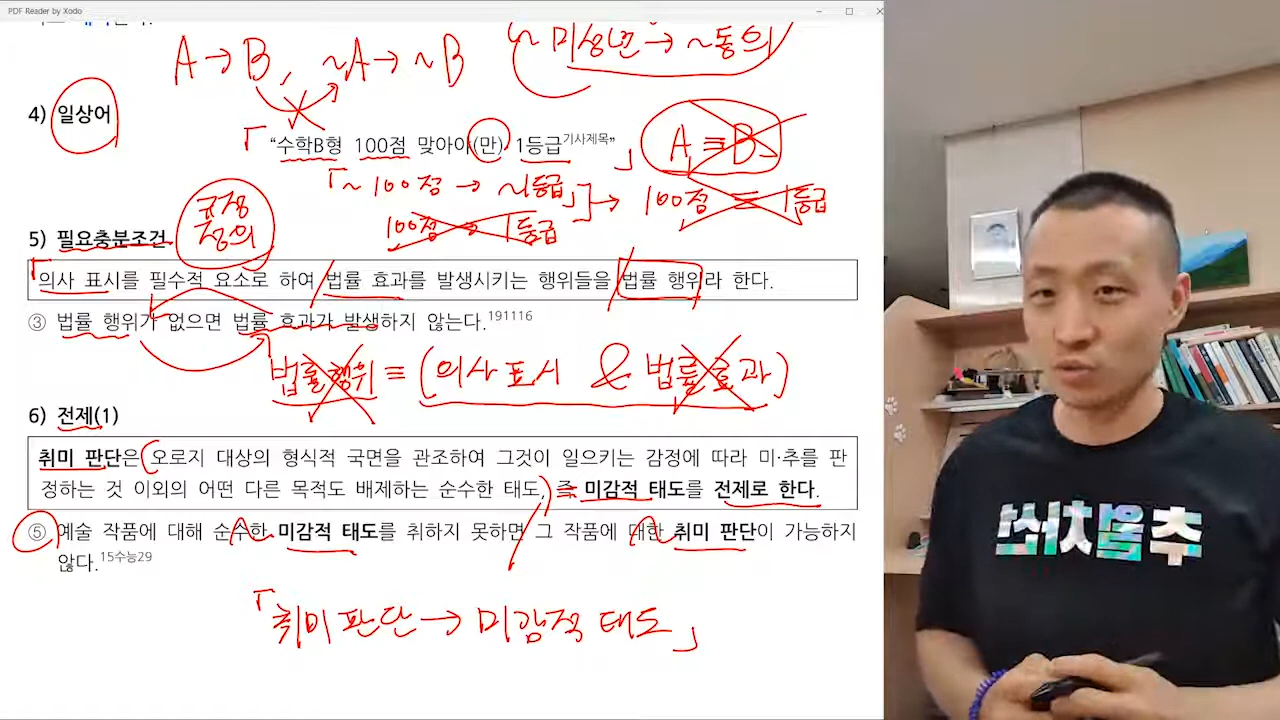 PDF Reader by Xodo
A → B, ~A → ~B
~ 미성년 → ~동의
4) 일상어
“수학B형 100점 맞아야(만) 1등급기사제목”
A ≡ B
「~100점 → ~1등급」
100점 ≡ 1등급
100점 → 1등급
규정
정의
5) 필요충분조건
의사 표시를 필수적 요소로 하여 법률 효과를 발생시키는 행위들을 법률 행위라 한다.
③ 법률 행위가 없으면 법률 효과가 발생하지 않는다.191116
법률행위 ≡ (의사표시 & 법률효과)
6) 전제(1)
취미 판단은 오로지 대상의 형식적 국면을 관조하여 그것이 일으키는 감정에 따라 미·추를 판
정하는 것 이외의 어떤 다른 목적도 배제하는 순수한 태도, 즉 미감적 태도를 전제로 한다.
⑤ 예술 작품에 대해 순수한 미감적 태도를 취하지 못하면 그 작품에 대한 취미 판단이 가능하지
않다.15수능29
「취미 판단 → 미감적 태도」
추월차선